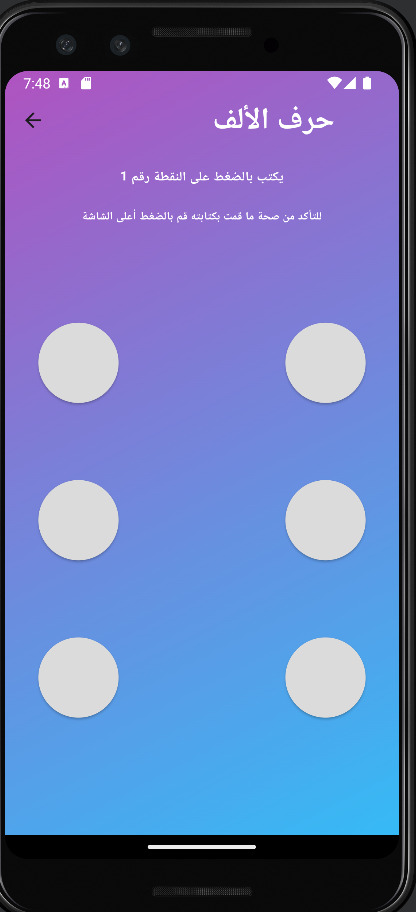 7:48
حرف الألف
يكتب بالضغط على النقطة رقم 1
للتأكد من صحة ما قمت بكتابته قم بالضغط أعلى الشاشة